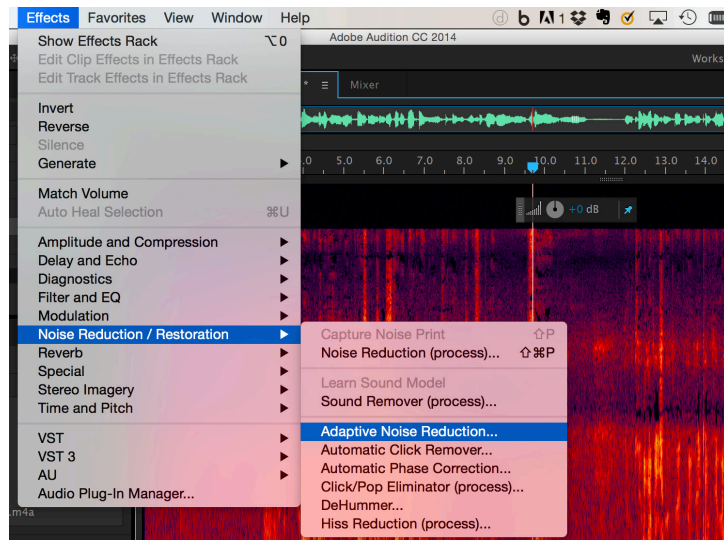 Effects Favorites View Window Help
Adobe Audition CC 2014
Works
Mixer
Show Effects Rack ⌥0
Edit Clip Effects in Effects Rack
Edit Track Effects in Effects Rack
Invert
Reverse
Silence
Generate
.0 5.0 6.0 7.0 8.0 9.0 10.0 11.0 12.0 13.0 14.0
Match Volume
Auto Heal Selection ⌘U
+0 dB
Amplitude and Compression
Delay and Echo
Diagnostics
Filter and EQ
Modulation
Noise Reduction / Restoration
Reverb
Special
Stereo Imagery
Time and Pitch
VST
VST 3
AU
Audio Plug-In Manager...
Capture Noise Print ⇧P
Noise Reduction (process)... ⇧⌘P
Learn Sound Model
Sound Remover (process)...
Adaptive Noise Reduction...
Automatic Click Remover...
Automatic Phase Correction...
Click/Pop Eliminator (process)...
DeHummer...
Hiss Reduction (process)...
.m4a